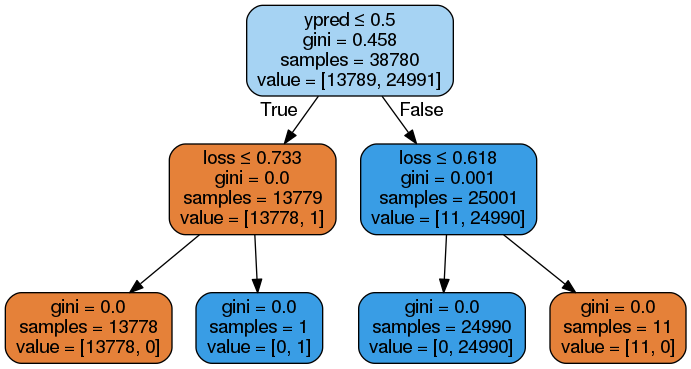 ypred ≤ 0.5
gini = 0.458
samples = 38780
value = [13789, 24991]
True
False
loss ≤ 0.733
gini = 0.0
samples = 13779
value = [13778, 1]
loss ≤ 0.618
gini = 0.001
samples = 25001
value = [11, 24990]
gini = 0.0
samples = 13778
value = [13778, 0]
gini = 0.0
samples = 1
value = [0, 1]
gini = 0.0
samples = 24990
value = [0, 24990]
gini = 0.0
samples = 11
value = [11, 0]